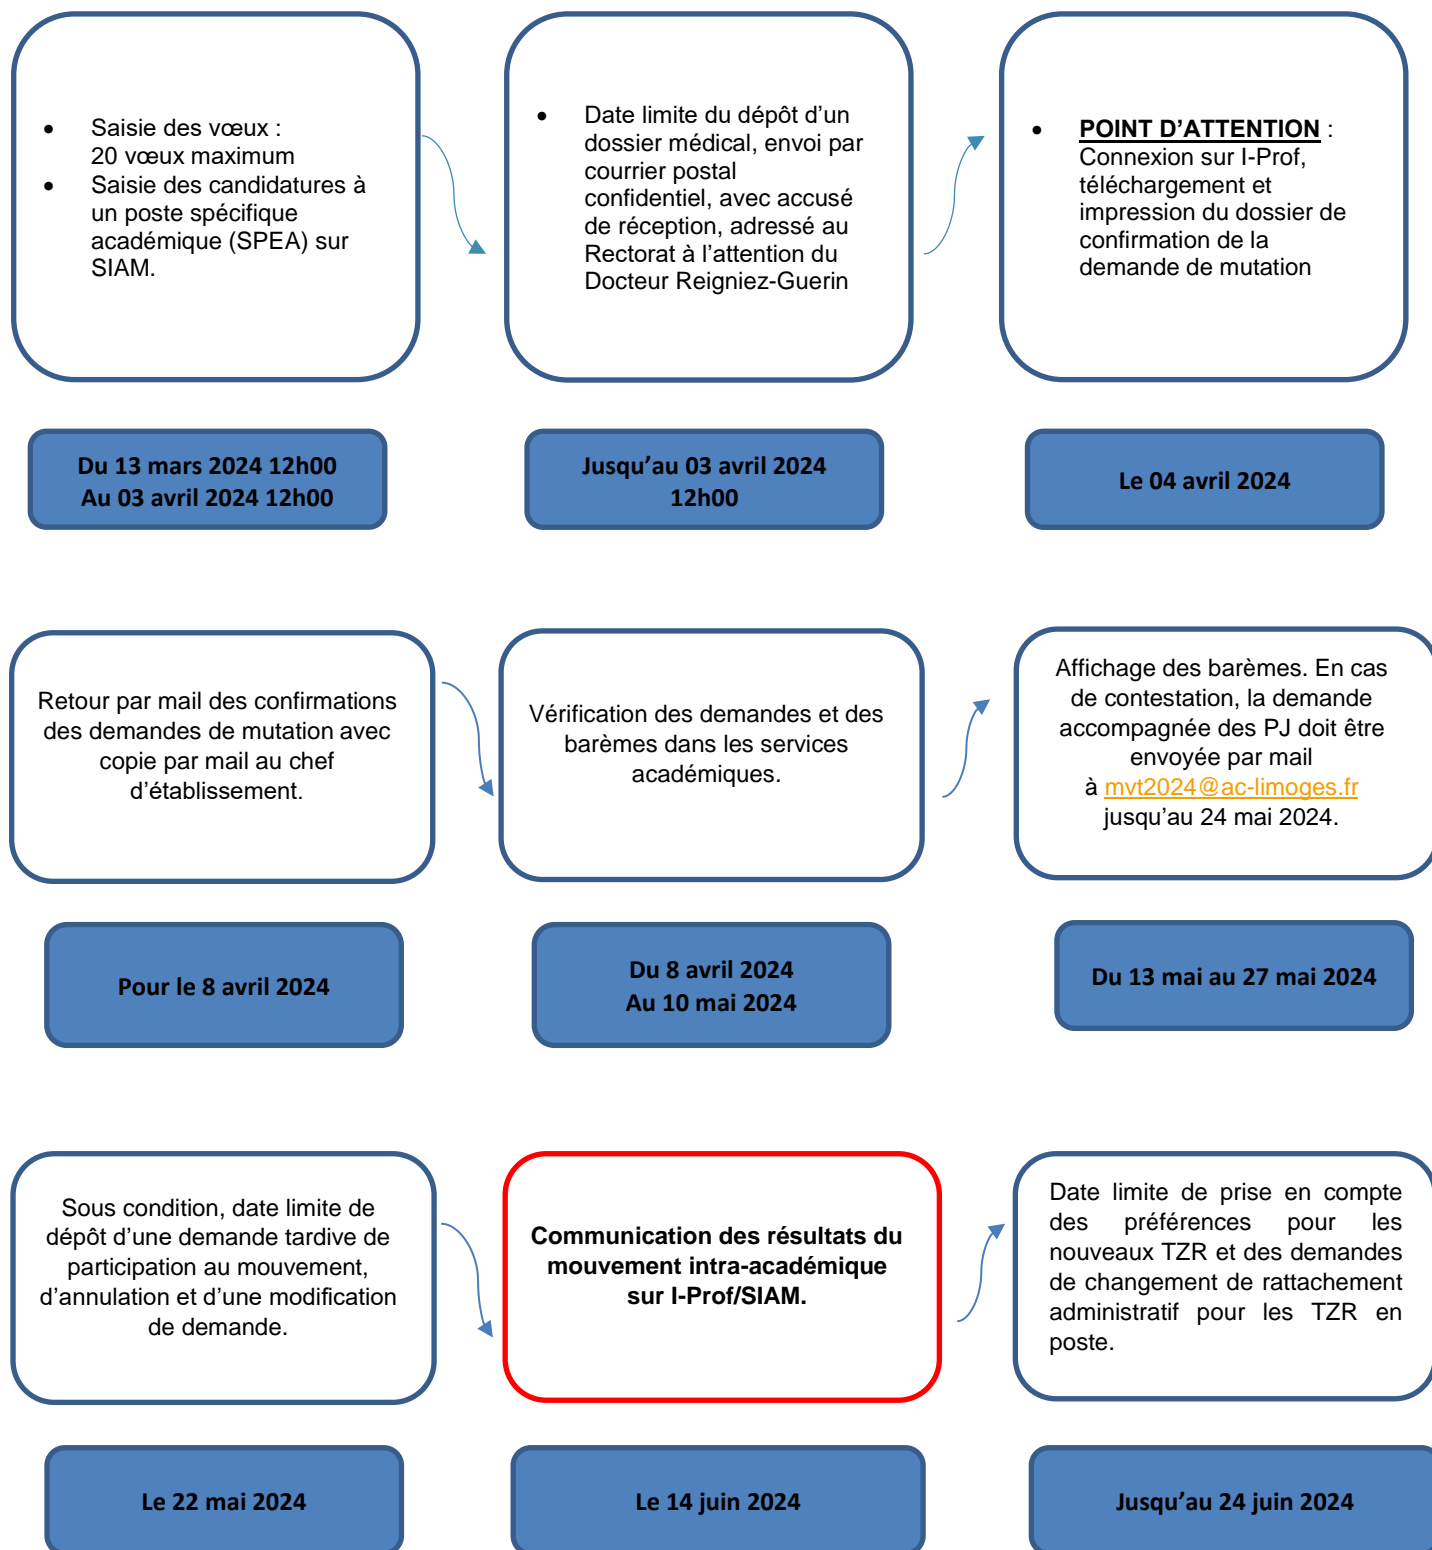 • Saisie des vœux :
20 vœux maximum
• Saisie des candidatures à
un poste spécifique
académique (SPEA) sur
SIAM.
• Date limite du dépôt d’un
dossier médical, envoi par
courrier postal
confidentiel, avec accusé
de réception, adressé au
Rectorat à l’attention du
Docteur Reigniez-Guerin
• POINT D’ATTENTION :
Connexion sur I-Prof,
téléchargement et
impression du dossier de
confirmation de la
demande de mutation
Du 13 mars 2024 12h00
Au 03 avril 2024 12h00
Jusqu’au 03 avril 2024
12h00
Le 04 avril 2024
Retour par mail des confirmations
des demandes de mutation avec
copie par mail au chef
d’établissement.
Vérification des demandes et des
barèmes dans les services
académiques.
Affichage des barèmes. En cas
de contestation, la demande
accompagnée des PJ doit être
envoyée par mail
à mvt2024@ac-limoges.fr
jusqu’au 24 mai 2024.
Pour le 8 avril 2024
Du 8 avril 2024
Au 10 mai 2024
Du 13 mai au 27 mai 2024
Sous condition, date limite de
dépôt d’une demande tardive de
participation au mouvement,
d’annulation et d’une modification
de demande.
Communication des résultats du
mouvement intra-académique
sur I-Prof/SIAM.
Date limite de prise en compte
des préférences pour les
nouveaux TZR et des demandes
de changement de rattachement
administratif pour les TZR en
poste.
Le 22 mai 2024
Le 14 juin 2024
Jusqu’au 24 juin 2024